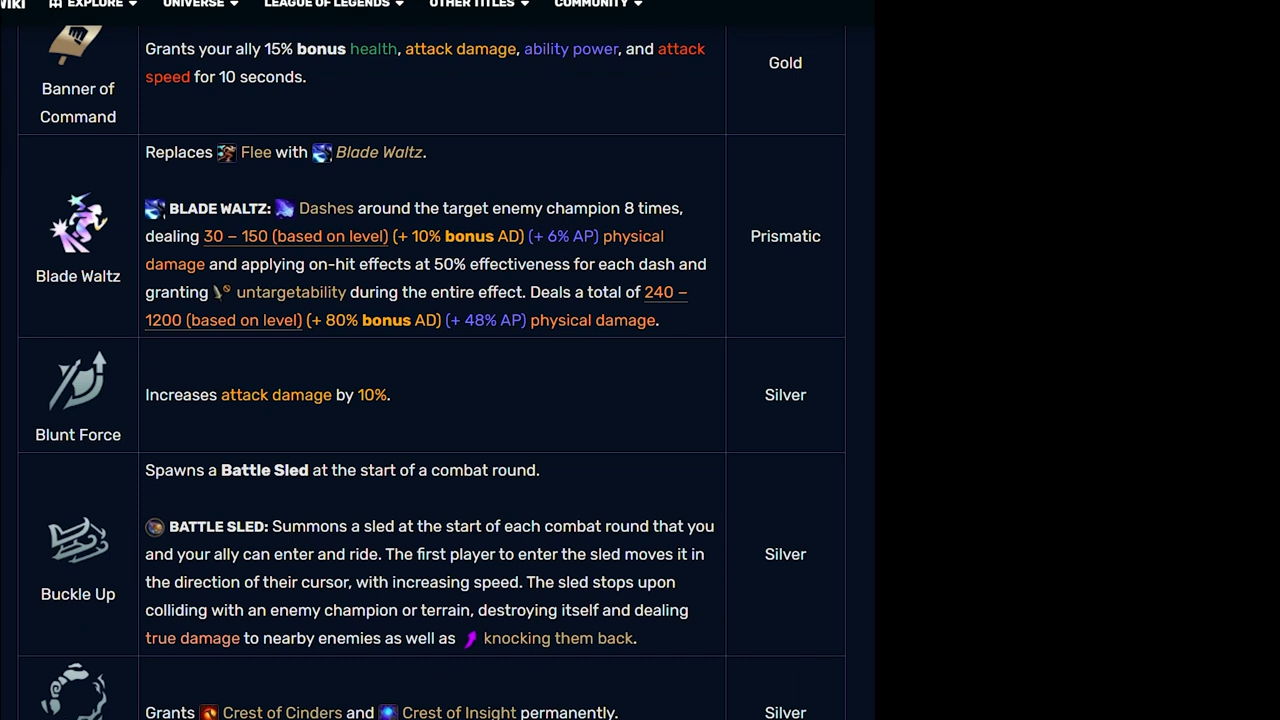 WIKI EXPLORE UNIVERSE LEAGUE OF LEGENDS OTHER TITLES COMMUNITY
Grants your ally 15% bonus health, attack damage, ability power, and attack
speed for 10 seconds.
Banner of
Command
Gold
Replaces Flee with Blade Waltz.
BLADE WALTZ: Dashes around the target enemy champion 8 times,
dealing 30 – 150 (based on level) (+ 10% bonus AD) (+ 6% AP) physical
damage and applying on-hit effects at 50% effectiveness for each dash and
granting untargetability during the entire effect. Deals a total of 240 –
1200 (based on level) (+ 80% bonus AD) (+ 48% AP) physical damage.
Blade Waltz
Prismatic
Increases attack damage by 10%.
Blunt Force
Silver
Spawns a Battle Sled at the start of a combat round.
BATTLE SLED: Summons a sled at the start of each combat round that you
and your ally can enter and ride. The first player to enter the sled moves it in
the direction of their cursor, with increasing speed. The sled stops upon
colliding with an enemy champion or terrain, destroying itself and dealing
true damage to nearby enemies as well as knocking them back.
Buckle Up
Silver
Grants Crest of Cinders and Crest of Insight permanently.
Silver